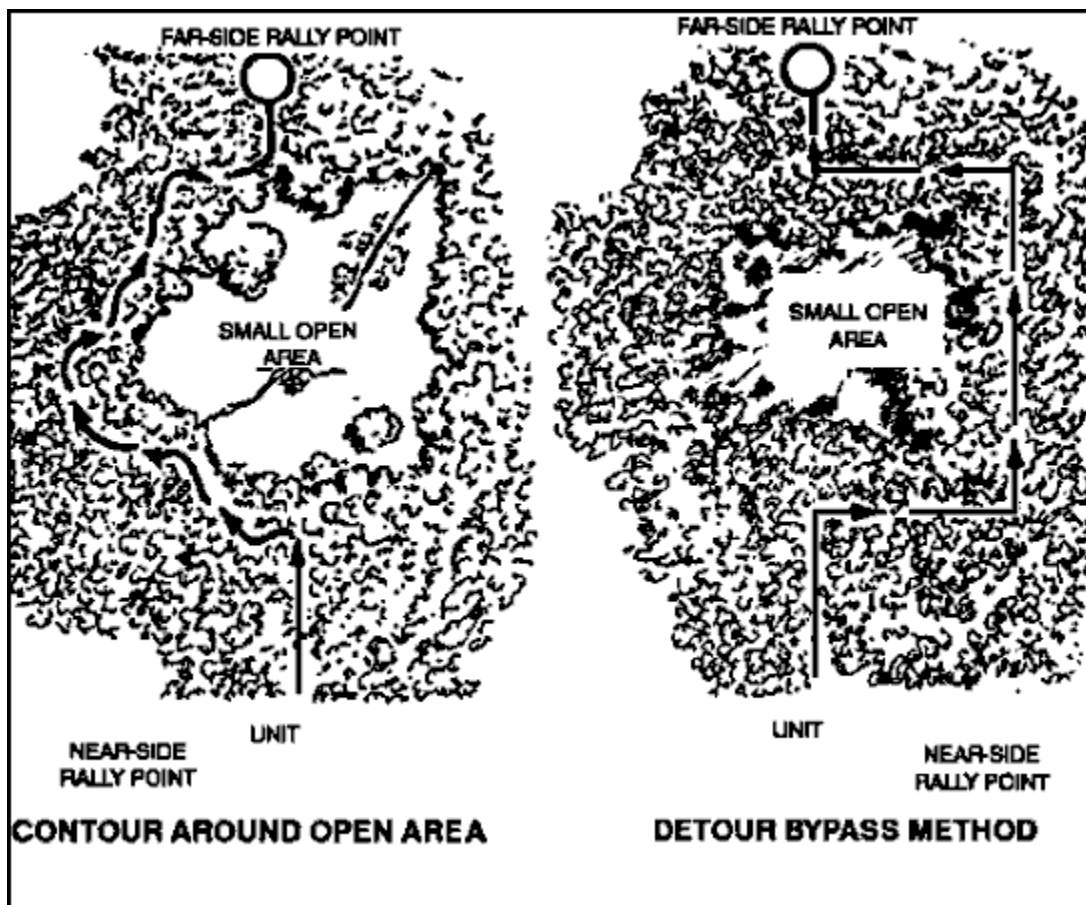 FAR-SIDE RALLY POINT
SMALL OPEN
AREA
UNIT
NEAR-SIDE
RALLY POINT
CONTOUR AROUND OPEN AREA
FAR-SIDE RALLY POINT
SMALL OPEN
AREA
UNIT
NEAR-SIDE
RALLY POINT
DETOUR BYPASS METHOD